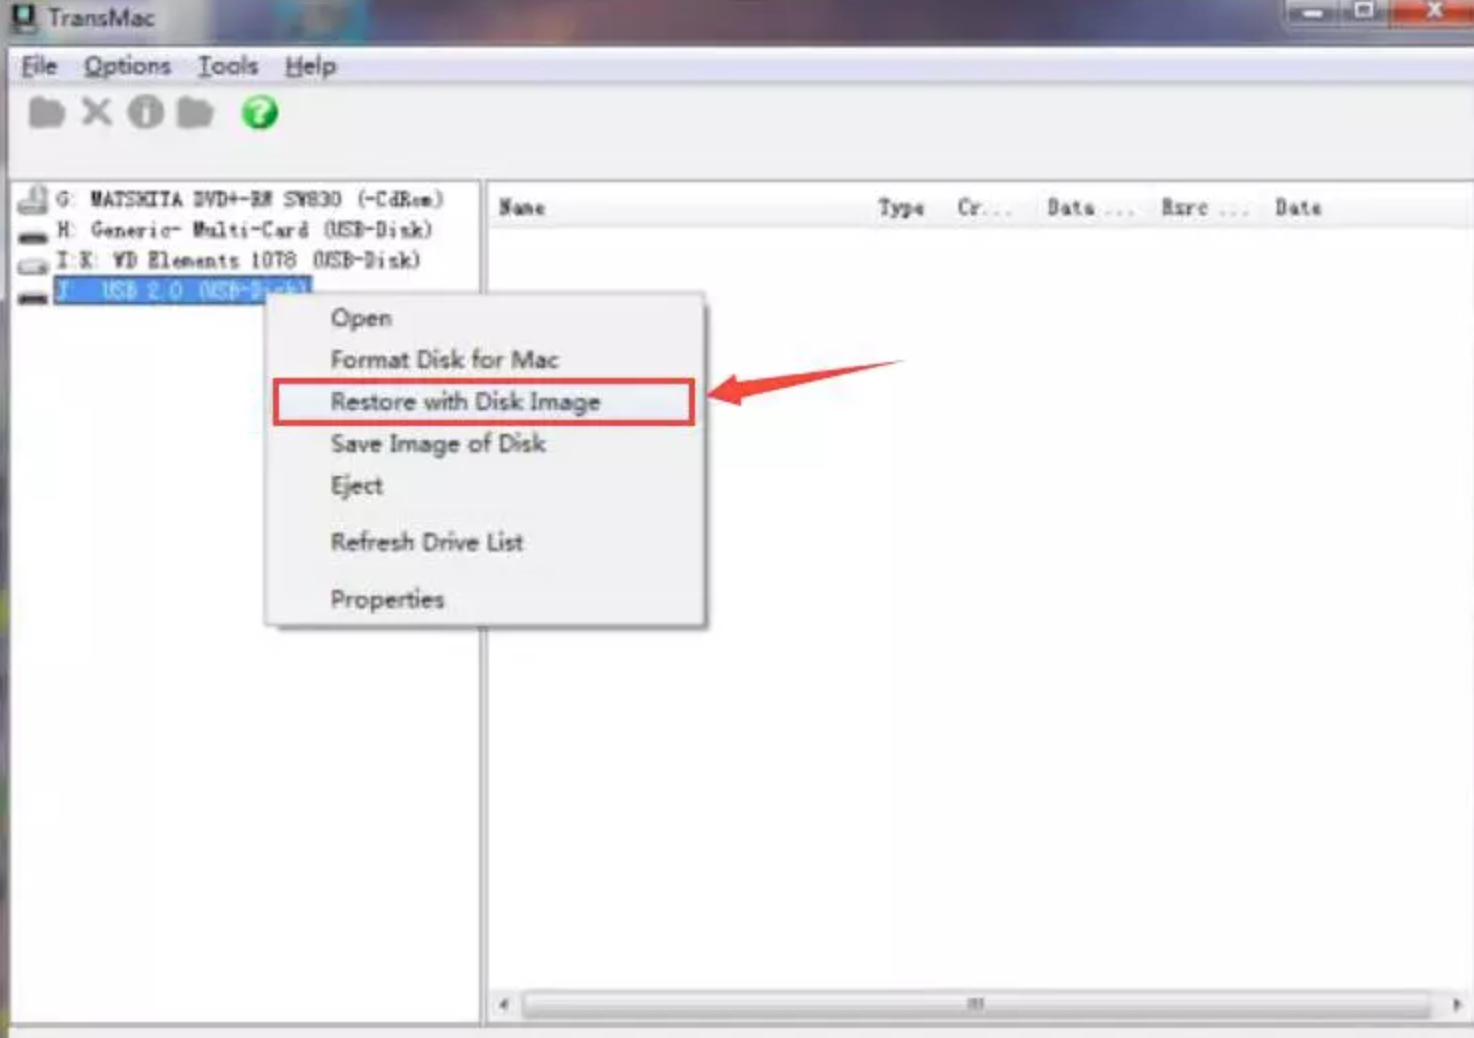 TransMac
File Options Tools Help
G: MATSHITA DVD+-RW SW830 (-CdRom)
H: Generic- Multi-Card (USB-Disk)
I:K: WD Elements 1078 (USB-Disk)
USB 2.0 (USB-Disk)
Name Type Cr... Data ... Rsrc ... Date
Open
Format Disk for Mac
Restore with Disk Image
Save Image of Disk
Eject
Refresh Drive List
Properties